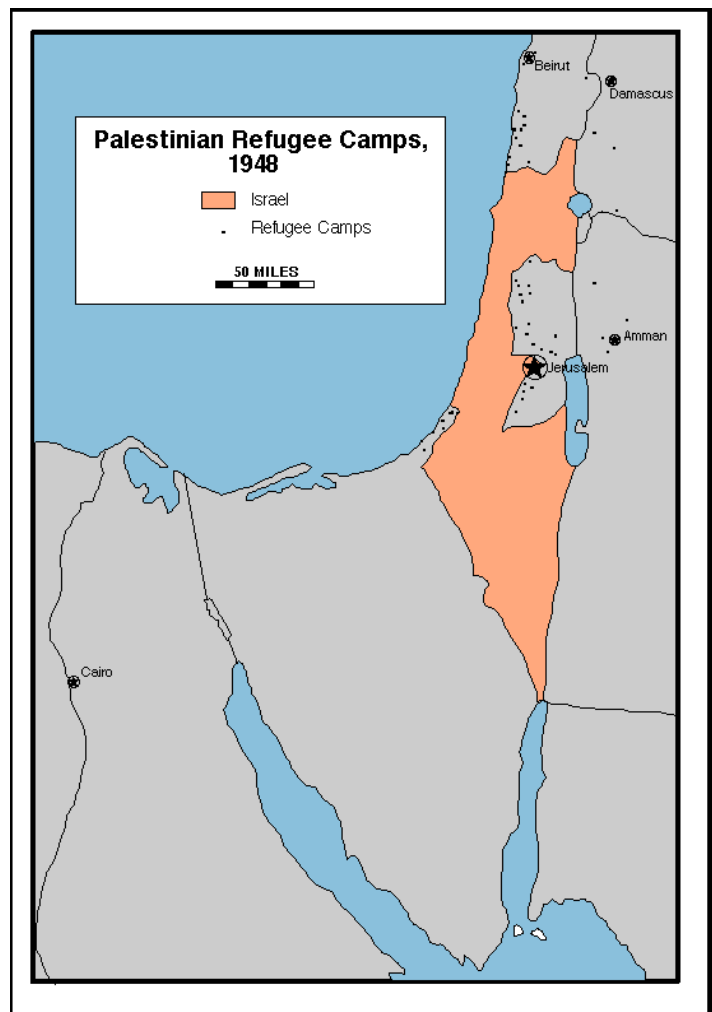 Beirut
Damascus
Palestinian Refugee Camps,
1948
Israel
Refugee Camps
50 MILES
Amman
Jerusalem
Cairo